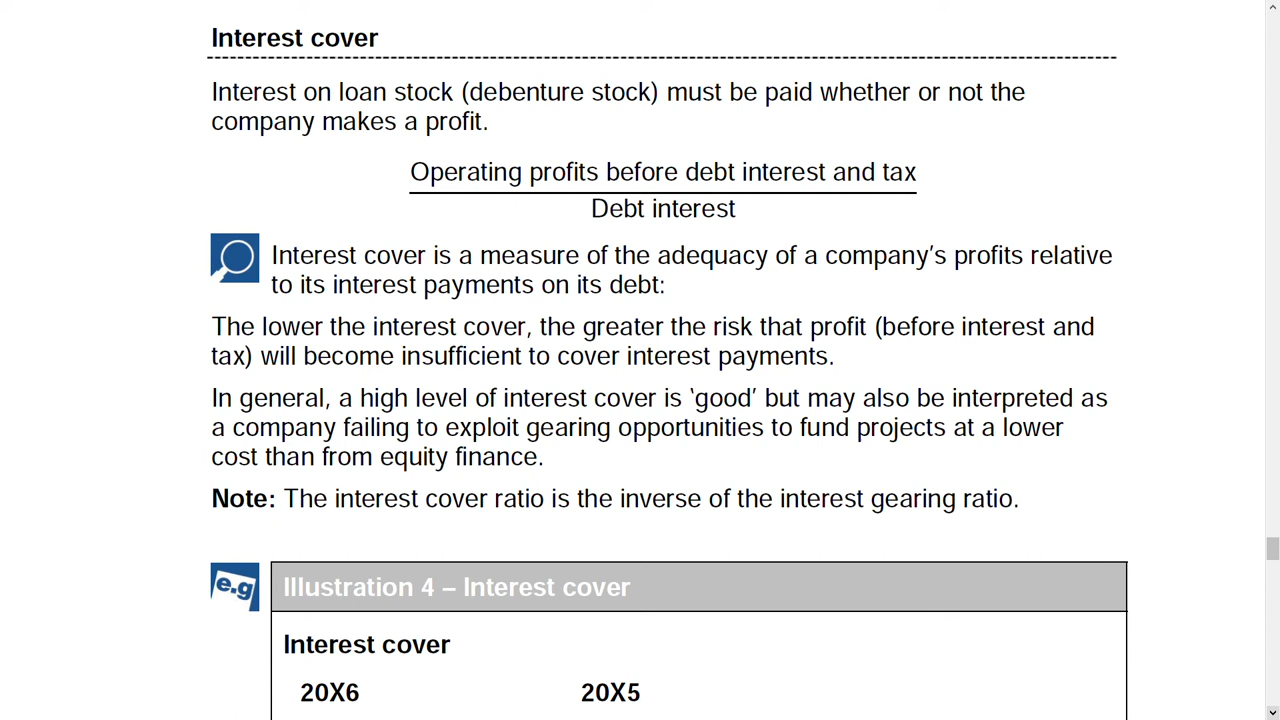 Interest cover
Interest on loan stock (debenture stock) must be paid whether or not the
company makes a profit.
Operating profits before debt interest and tax
Debt interest
Interest cover is a measure of the adequacy of a company's profits relative
to its interest payments on its debt:
The lower the interest cover, the greater the risk that profit (before interest and
tax) will become insufficient to cover interest payments.
In general, a high level of interest cover is ‘good’ but may also be interpreted as
a company failing to exploit gearing opportunities to fund projects at a lower
cost than from equity finance.
Note: The interest cover ratio is the inverse of the interest gearing ratio.
e.g
Illustration 4 – Interest cover
Interest cover
20X6 20X5